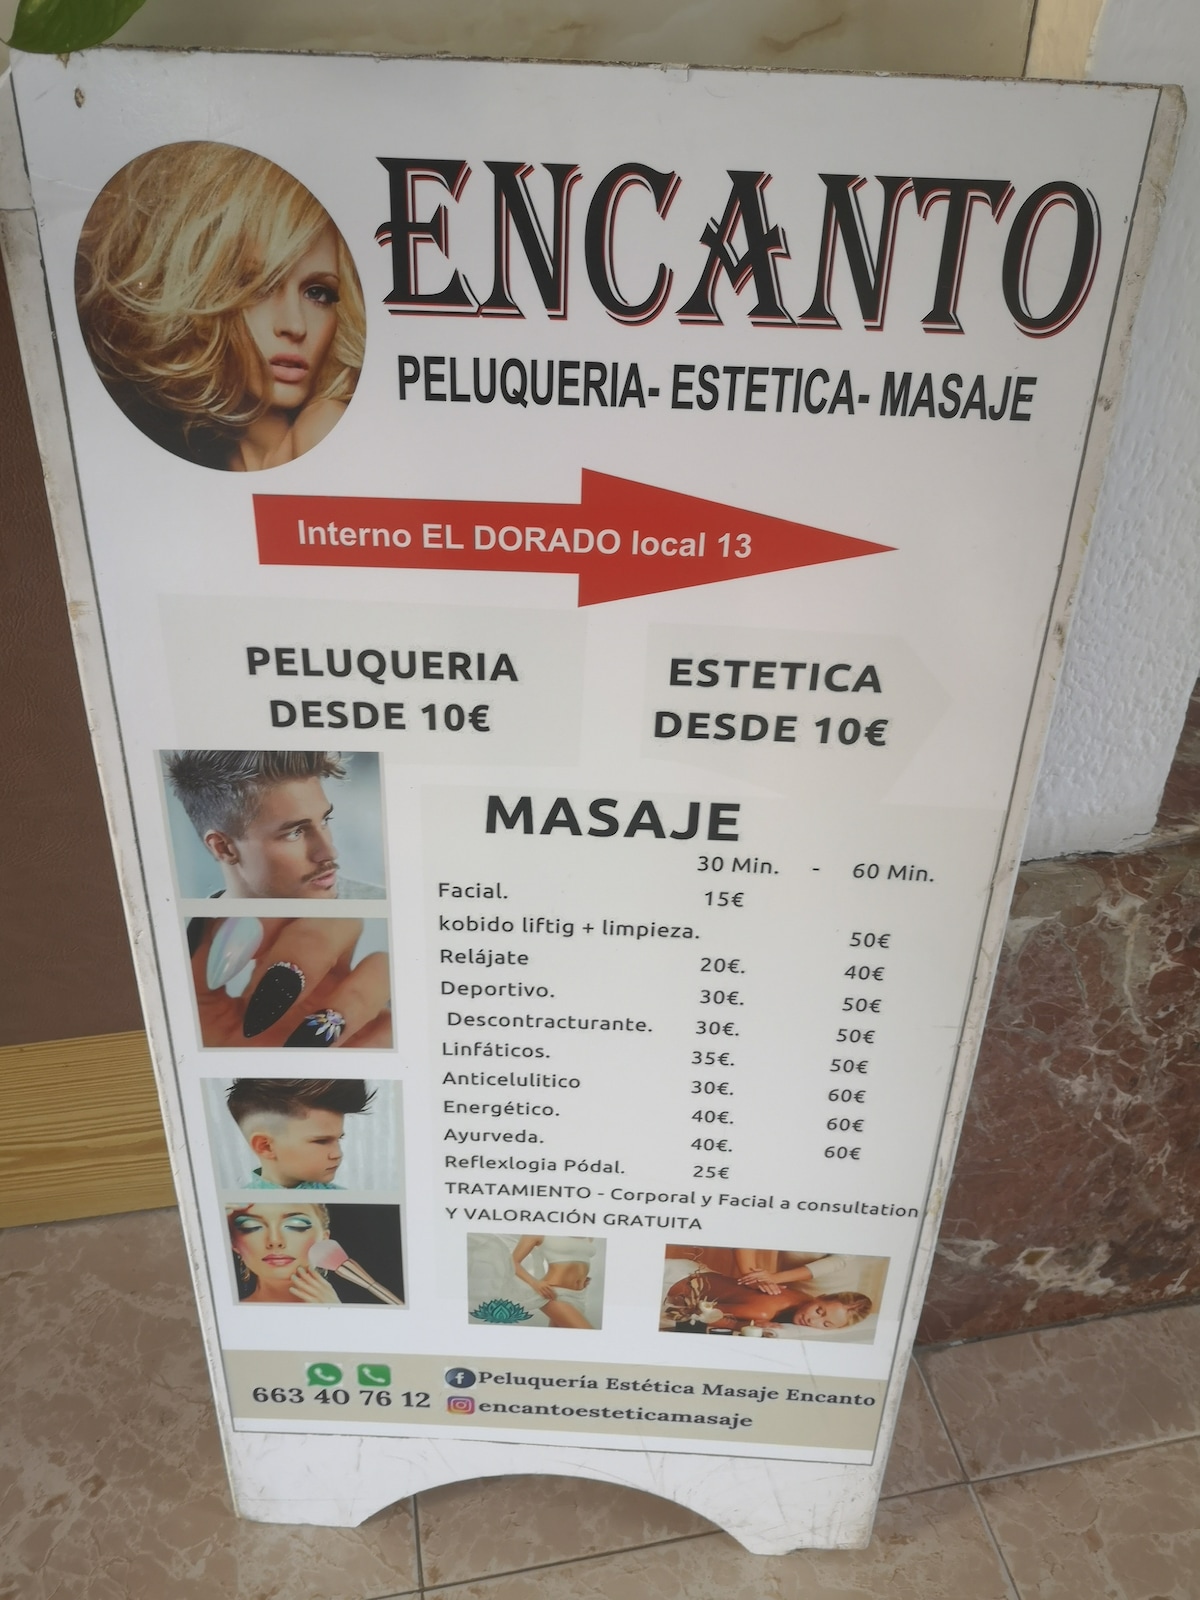 ENCANTO
PELUQUERIA- ESTETICA- MASAJE
Interno EL DORADO local 13
PELUQUERIA
DESDE 10€
ESTETICA
DESDE 10€
MASAJE
30 Min. - 60 Min.
Facial. 15€
kobido liftig + limpieza. 50€
Relájate 20€. 40€
Deportivo. 30€. 50€
Descontracturante. 30€. 50€
Linfáticos. 35€. 50€
Anticelulitico 30€. 60€
Energético. 40€. 60€
Ayurveda. 40€. 60€
Reflexlogia Pódal. 25€
TRATAMIENTO - Corporal y Facial a consultation
Y VALORACIÓN GRATUITA
663 40 76 12
Peluquería Estética Masaje Encanto
encantoesteticamasaje